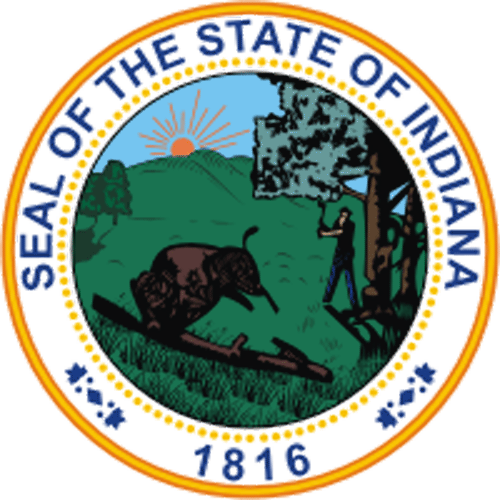 SEAL OF THE STATE OF INDIANA
1816